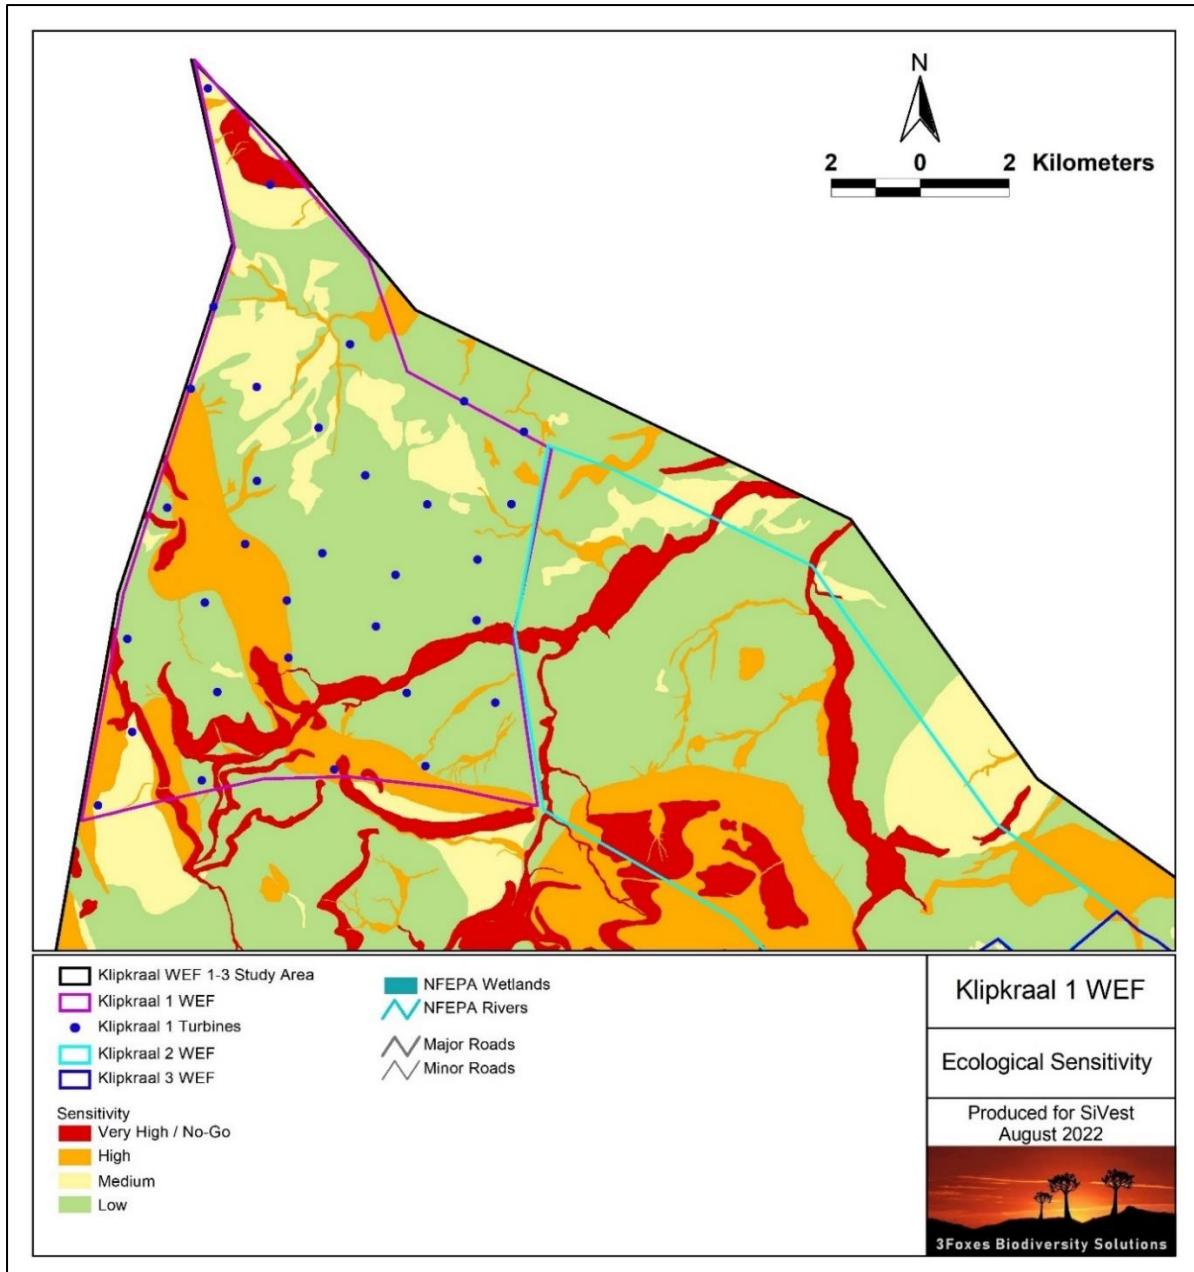 N
2 0 2 Kilometers
Klipkraal WEF 1-3 Study Area
Klipkraal 1 WEF
Klipkraal 1 Turbines
Klipkraal 2 WEF
Klipkraal 3 WEF
Sensitivity
Very High / No-Go
High
Medium
Low
NFEPA Wetlands
NFEPA Rivers
Major Roads
Minor Roads
Klipkraal 1 WEF
Ecological Sensitivity
Produced for SiVest
August 2022
3Foxes Biodiversity Solutions